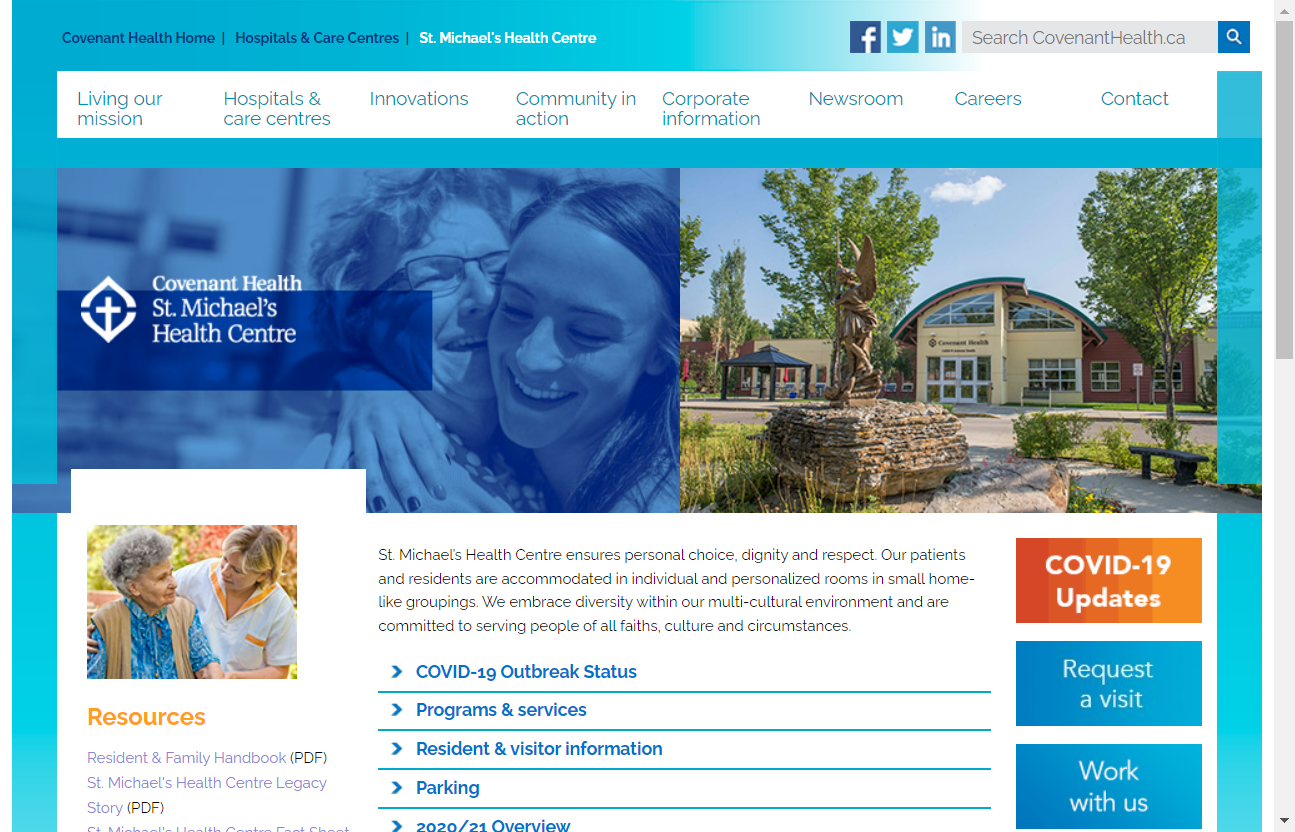 Covenant Health Home | Hospitals & Care Centres | St. Michael's Health Centre
Search CovenantHealth.ca
Living our
mission
Hospitals &
care centres
Innovations
Community in
action
Corporate
information
Newsroom
Careers
Contact
Covenant Health
St. Michael's
Health Centre
Covenant Health
St. Michael's Health Centre ensures personal choice, dignity and respect. Our patients
and residents are accommodated in individual and personalized rooms in small home-
like groupings. We embrace diversity within our multi-cultural environment and are
committed to serving people of all faiths, culture and circumstances.
COVID-19 Outbreak Status
Programs & services
Resident & visitor information
Parking
2020/21 Overview
Resources
Resident & Family Handbook (PDF)
St. Michael's Health Centre Legacy
Story (PDF)
St. Michael's Health Centre Fact Sheet
COVID-19
Updates
Request
a visit
Work
with us